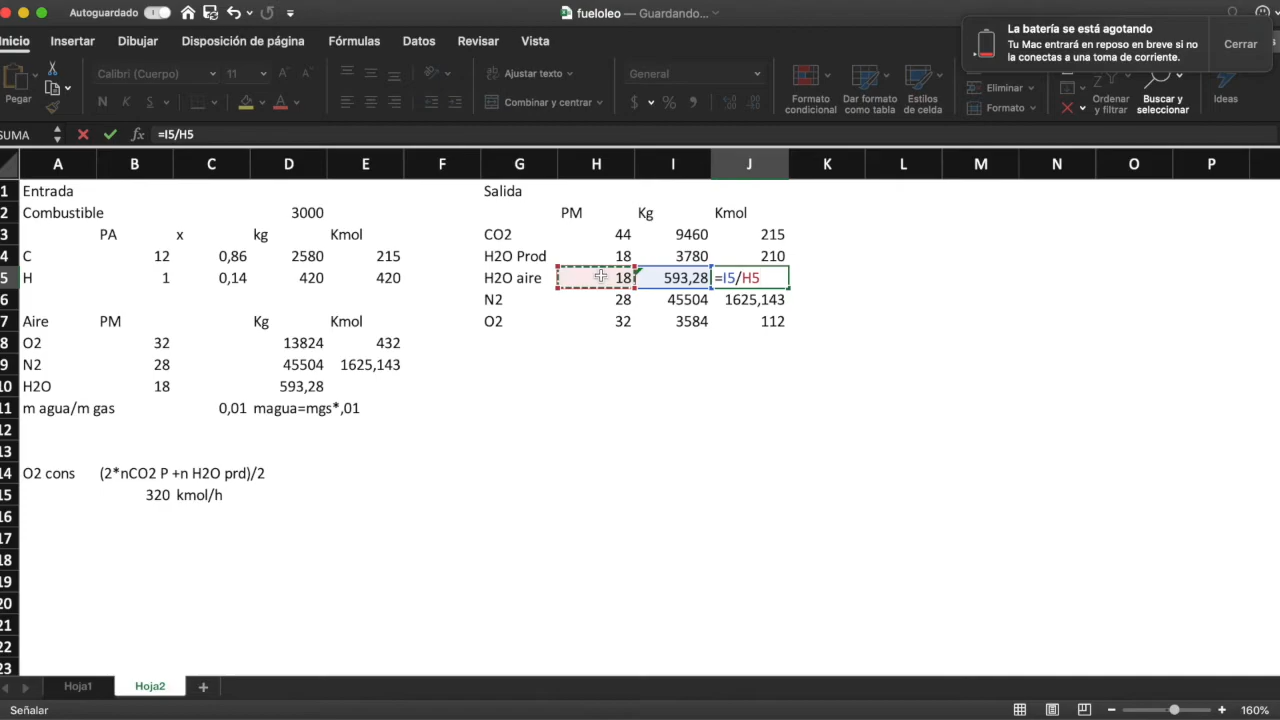 Autoguardado
fueloleo — Guardando...
La batería se está agotando
Tu Mac entrará en reposo en breve si no
la conectas a una toma de corriente.
Cerrar
Inicio Insertar Dibujar Disposición de página Fórmulas Datos Revisar Vista
Pegar
Calibri (Cuerpo) 11
N K S
Ajustar texto
Combinar y centrar
General
$ %
Formato condicional
Dar formato como tabla
Estilos de celda
Eliminar
Formato
Ordenar y filtrar
Buscar y seleccionar
Ideas
SUMA fx =I5/H5
A B C D E F G H I J K L M N O P
1 Entrada Salida
2 Combustible 3000 PM Kg Kmol
3 PA x kg Kmol CO2 44 9460 215
4 C 12 0,86 2580 215 H2O Prod 18 3780 210
5 H 1 0,14 420 420 H2O aire 18 593,28 =I5/H5
6 N2 28 45504 1625,143
7 Aire PM Kg Kmol O2 32 3584 112
8 O2 32 13824 432
9 N2 28 45504 1625,143
10 H2O 18 593,28
11 m agua/m gas 0,01 magua=mgs*,01
12
13
14 O2 cons (2*nCO2 P +n H2O prd)/2
15 320 kmol/h
16
17
18
19
20
21
22
23
Hoja1 Hoja2
Señalar 160%